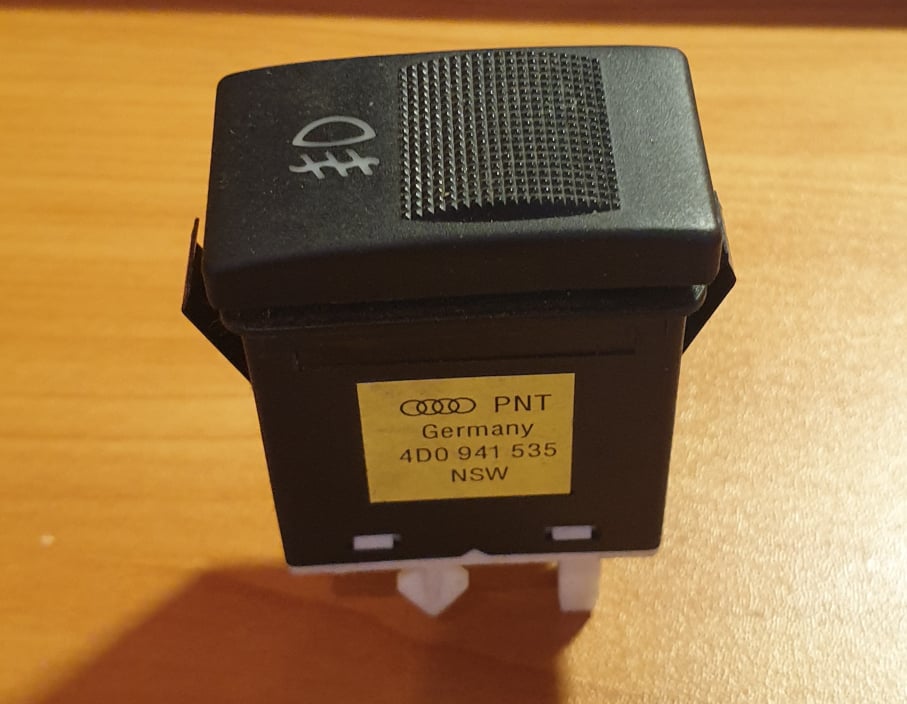 PNT
Germany
4D0 941 535
NSW